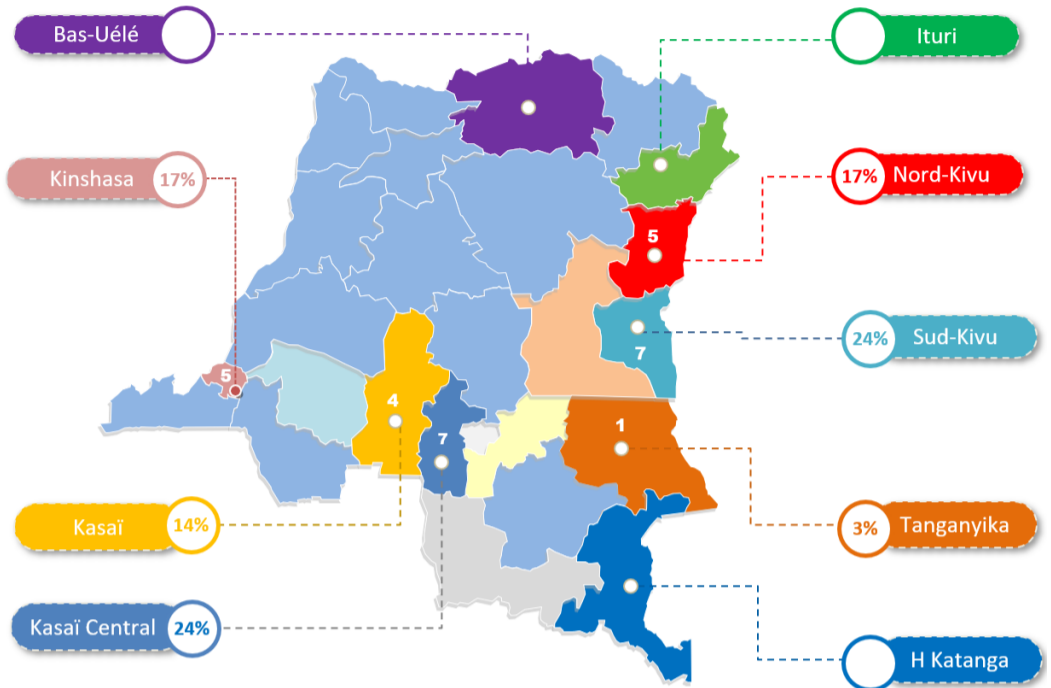 Bas-Uélé
Ituri
Kinshasa 17%
17% Nord-Kivu
5
24% Sud-Kivu
7
5
4
1
7
Kasaï 14%
3% Tanganyika
Kasaï Central 24%
H Katanga